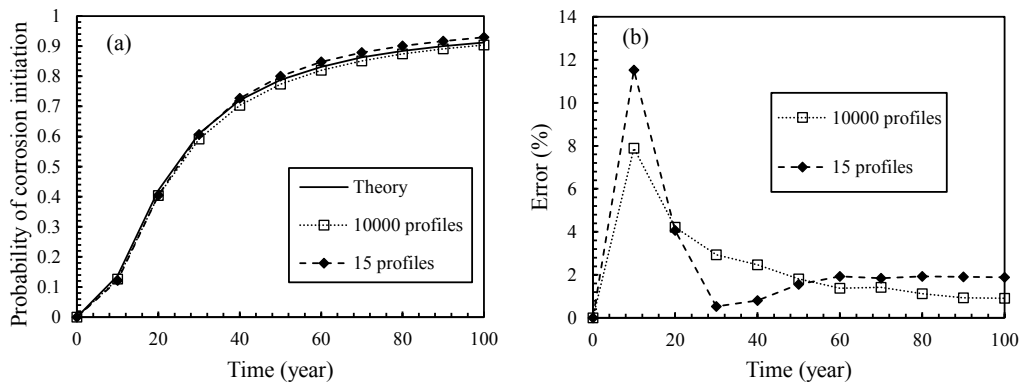 (a)
Probability of corrosion initiation
1
0.9
0.8
0.7
0.6
0.5
0.4
0.3
0.2
0.1
0
Theory
10000 profiles
15 profiles
0 20 40 60 80 100
Time (year)
(b)
Error (%)
14
12
10
8
6
4
2
0
10000 profiles
15 profiles
0 20 40 60 80 100
Time (year)